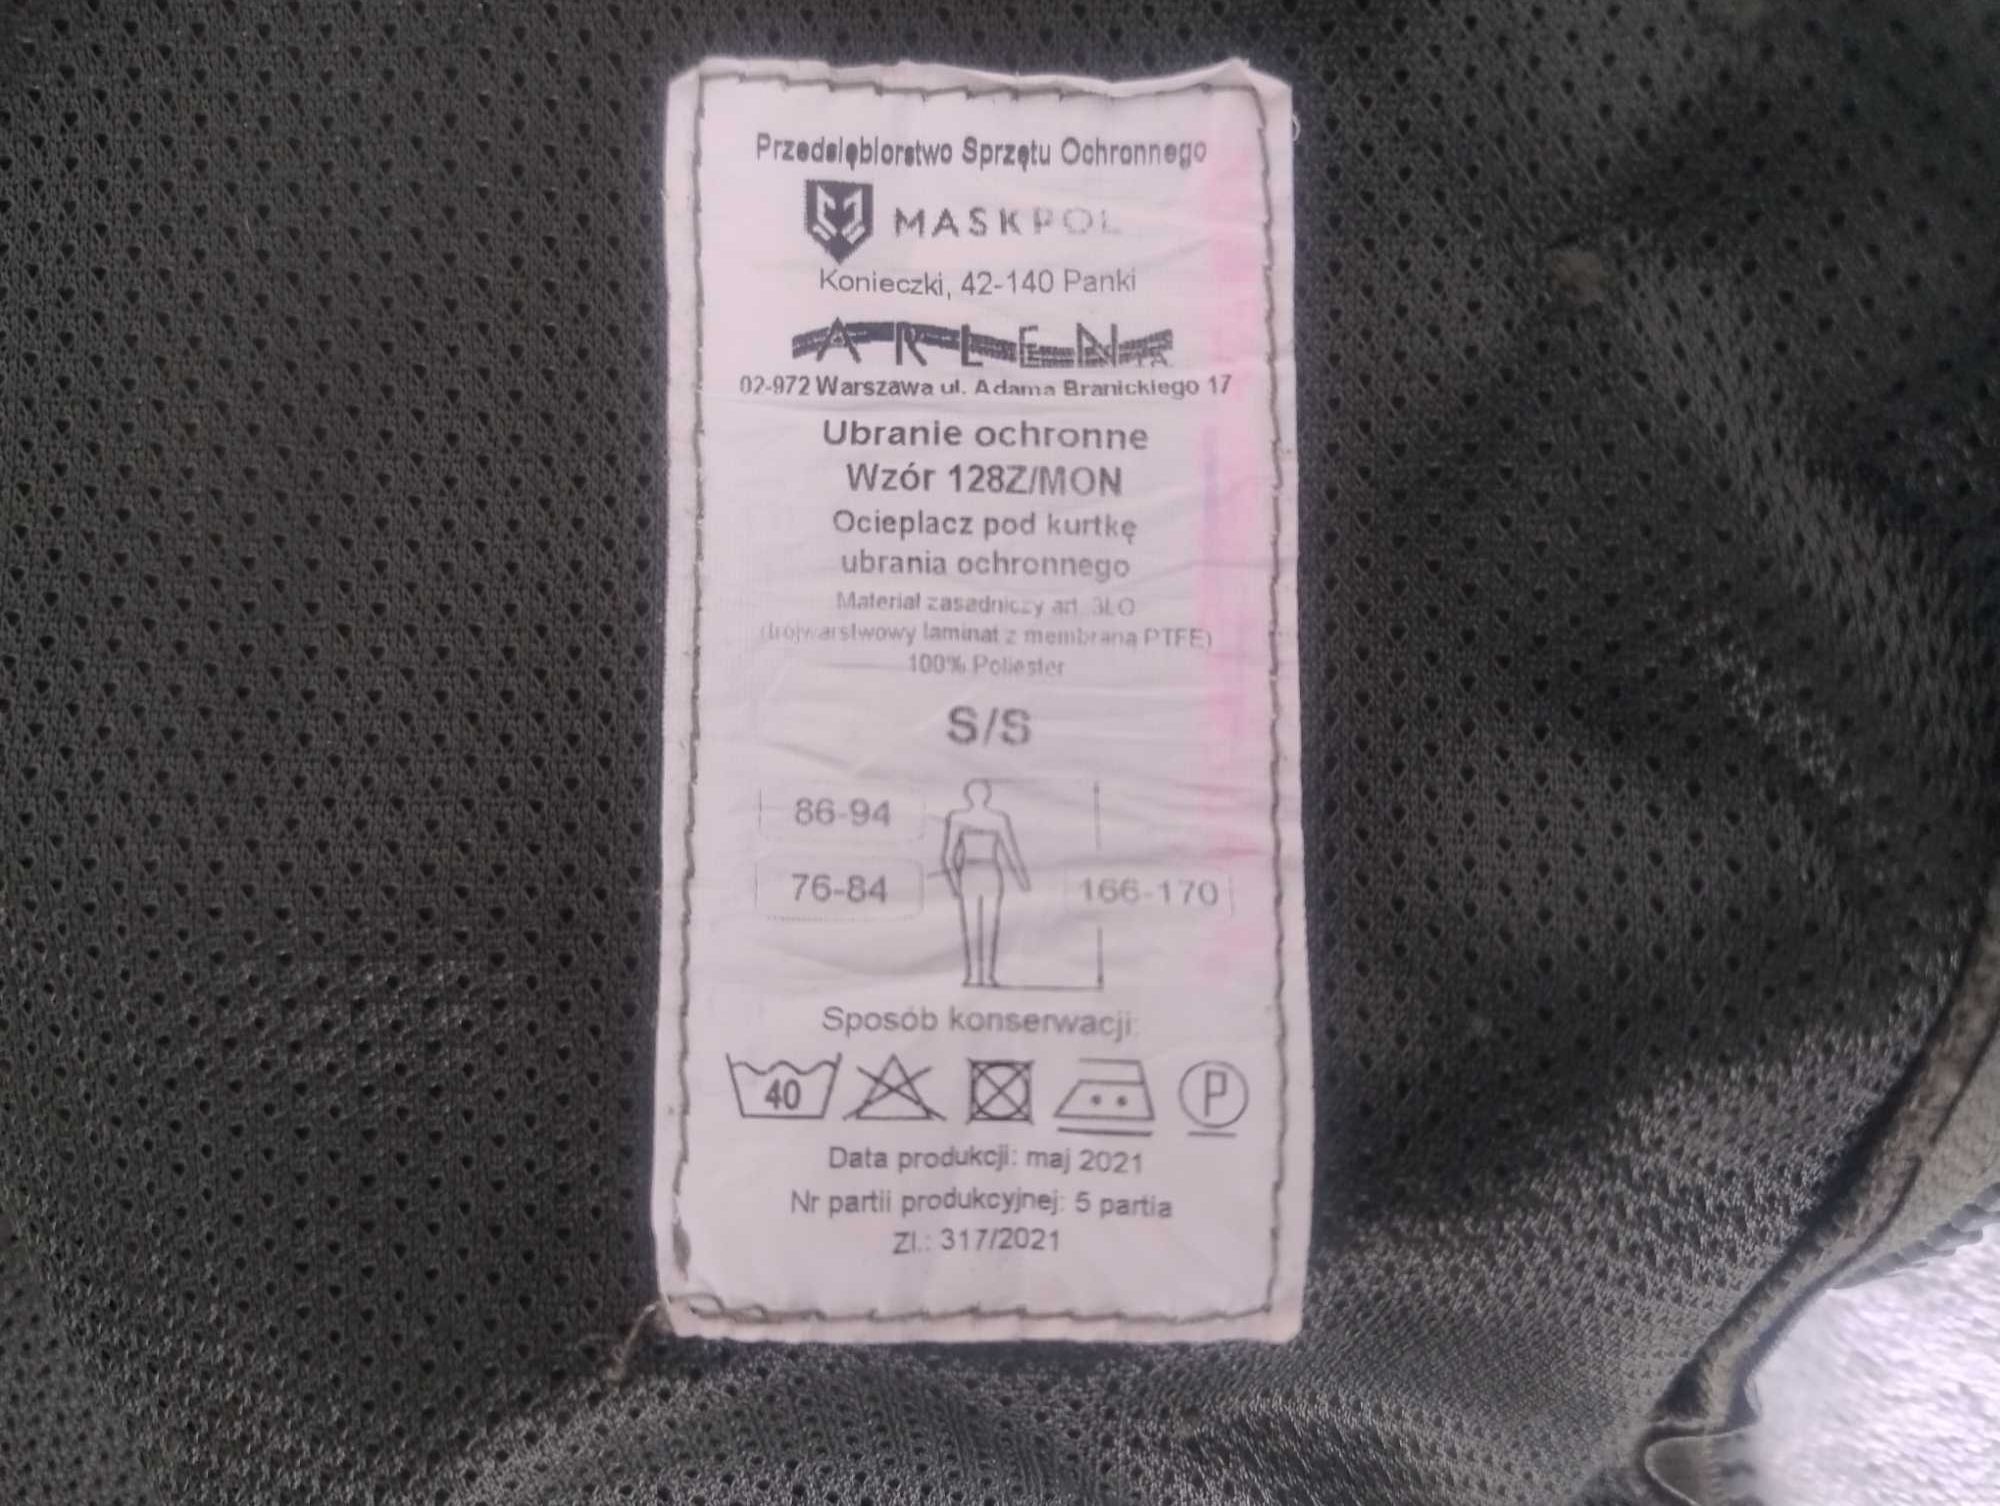 Przedsiębiorstwo Sprzętu Ochronnego
MASKPOL
Konieczki, 42-140 Panki
ARLEN S.A.
02-972 Warszawa ul. Adama Branickiego 17
Ubranie ochronne
Wzór 128Z/MON
Ocieplacz pod kurtkę
ubrania ochronnego
Materiał zasadniczy art. 3LO
(trójwarstwowy laminat z membraną PTFE)
100% Poliester
S/S
86-94
76-84
166-170
Sposób konserwacji:
40
P
Data produkcji: maj 2021
Nr partii produkcyjnej: 5 partia
Zl.: 317/2021